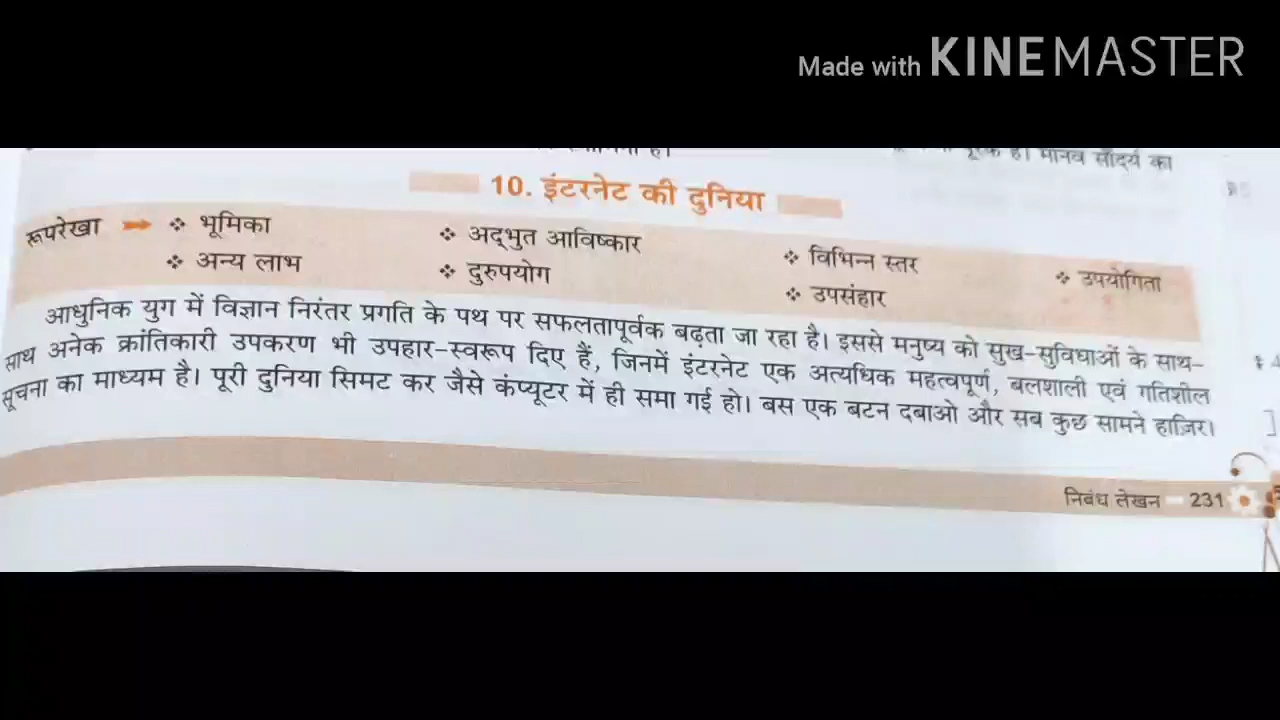 Made with KINEMASTER
मानव सौंदर्य का
10. इंटरनेट की दुनिया
रूपरेखा ➡ ❖ भूमिका ❖ अद्भुत आविष्कार ❖ विभिन्न स्तर ❖ उपयोगिता
❖ अन्य लाभ ❖ दुरुपयोग ❖ उपसंहार
आधुनिक युग में विज्ञान निरंतर प्रगति के पथ पर सफलतापूर्वक बढ़ता जा रहा है। इससे मनुष्य को सुख-सुविधाओं के साथ-
साथ अनेक क्रांतिकारी उपकरण भी उपहार-स्वरूप दिए हैं, जिनमें इंटरनेट एक अत्यधिक महत्वपूर्ण, बलशाली एवं गतिशील
सूचना का माध्यम है। पूरी दुनिया सिमट कर जैसे कंप्यूटर में ही समा गई हो। बस एक बटन दबाओ और सब कुछ सामने हाज़िर।
निबंध लेखन 231